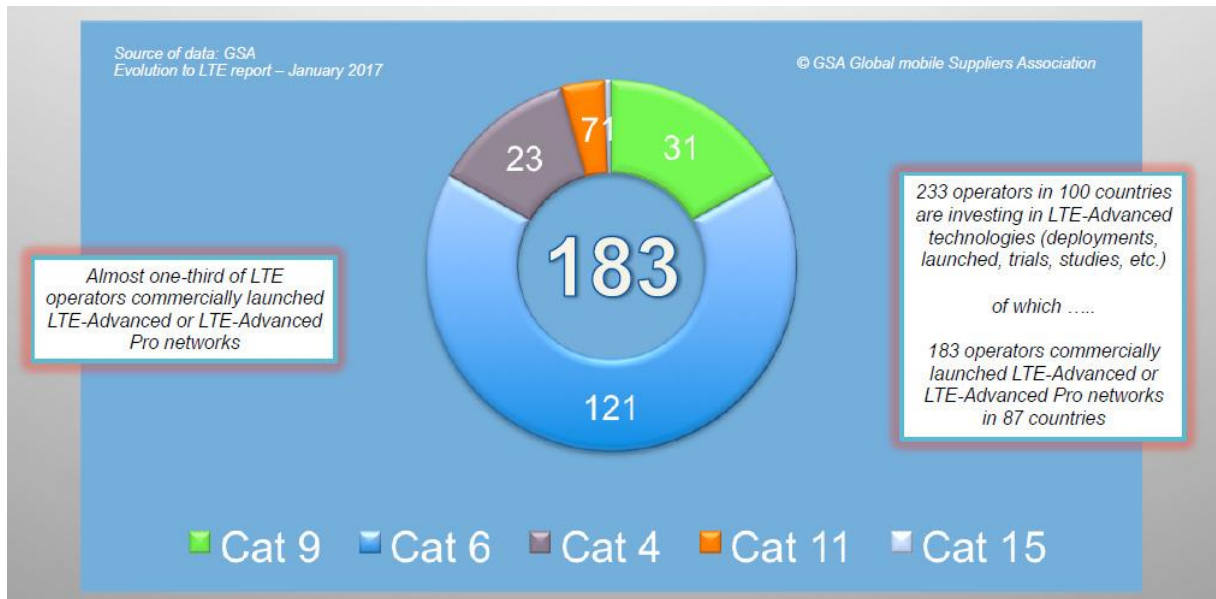 Source of data: GSA
Evolution to LTE report – January 2017
© GSA Global mobile Suppliers Association
71
31
23
183
121
Almost one-third of LTE
operators commercially launched
LTE-Advanced or LTE-Advanced
Pro networks
233 operators in 100 countries
are investing in LTE-Advanced
technologies (deployments,
launched, trials, studies, etc.)
of which …..
183 operators commercially
launched LTE-Advanced or
LTE-Advanced Pro networks
in 87 countries
Cat 9 Cat 6 Cat 4 Cat 11 Cat 15